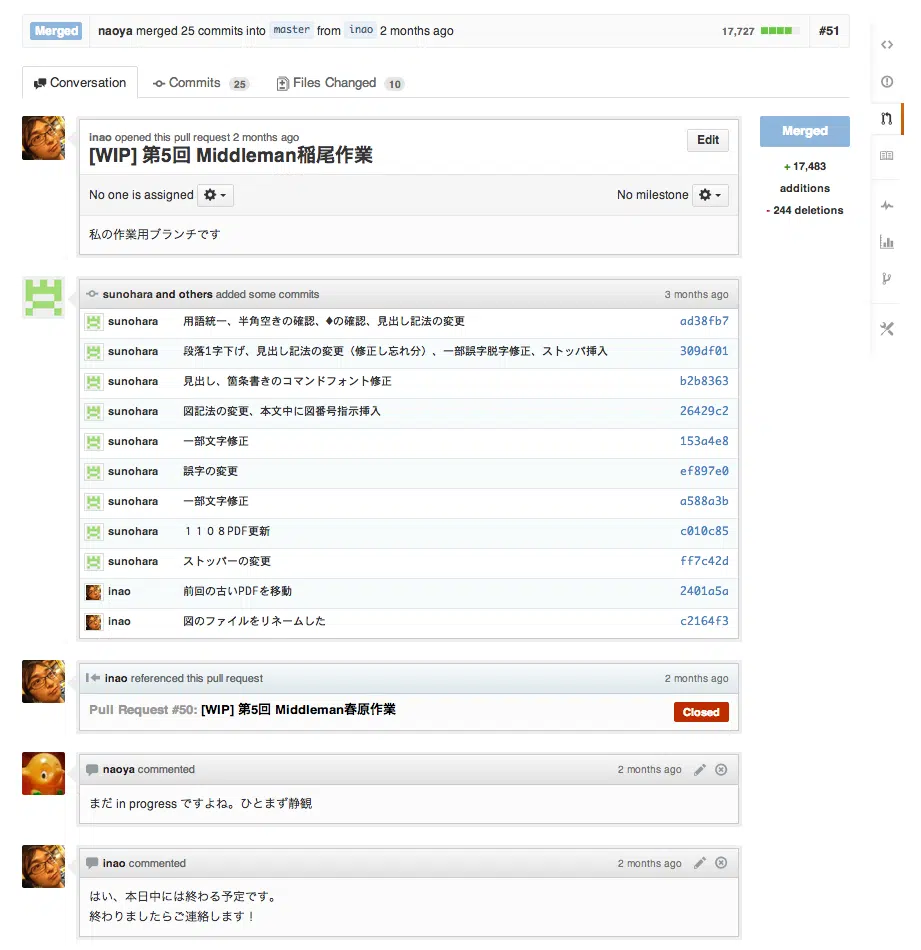 Merged naoya merged 25 commits into master from inao 2 months ago 17,727 #51
Conversation Commits 25 Files Changed 10
inao opened this pull request 2 months ago
[WIP] 第5回 Middleman稲尾作業
Edit
Merged
+ 17,483
additions
- 244 deletions
No one is assigned No milestone
私の作業用ブランチです
sunohara and others added some commits 3 months ago
sunohara 用語統一、半角空きの確認、♦の確認、見出し記法の変更 ad38fb7
sunohara 段落1字下げ、見出し記法の変更（修正し忘れ分）、一部誤字脱字修正、ストッパ挿入 309df01
sunohara 見出し、箇条書きのコマンドフォント修正 b2b8363
sunohara 図記法の変更、本文中に図番号指示挿入 26429c2
sunohara 一部文字修正 153a4e8
sunohara 誤字の変更 ef897e0
sunohara 一部文字修正 a588a3b
sunohara １１０８PDF更新 c010c85
sunohara ストッパーの変更 ff7c42d
inao 前回の古いPDFを移動 2401a5a
inao 図のファイルをリネームした c2164f3
inao referenced this pull request 2 months ago
Pull Request #50: [WIP] 第5回 Middleman春原作業 Closed
naoya commented 2 months ago
まだ in progress ですよね。ひとまず静観
inao commented 2 months ago
はい、本日中には終わる予定です。
終わりましたらご連絡します！